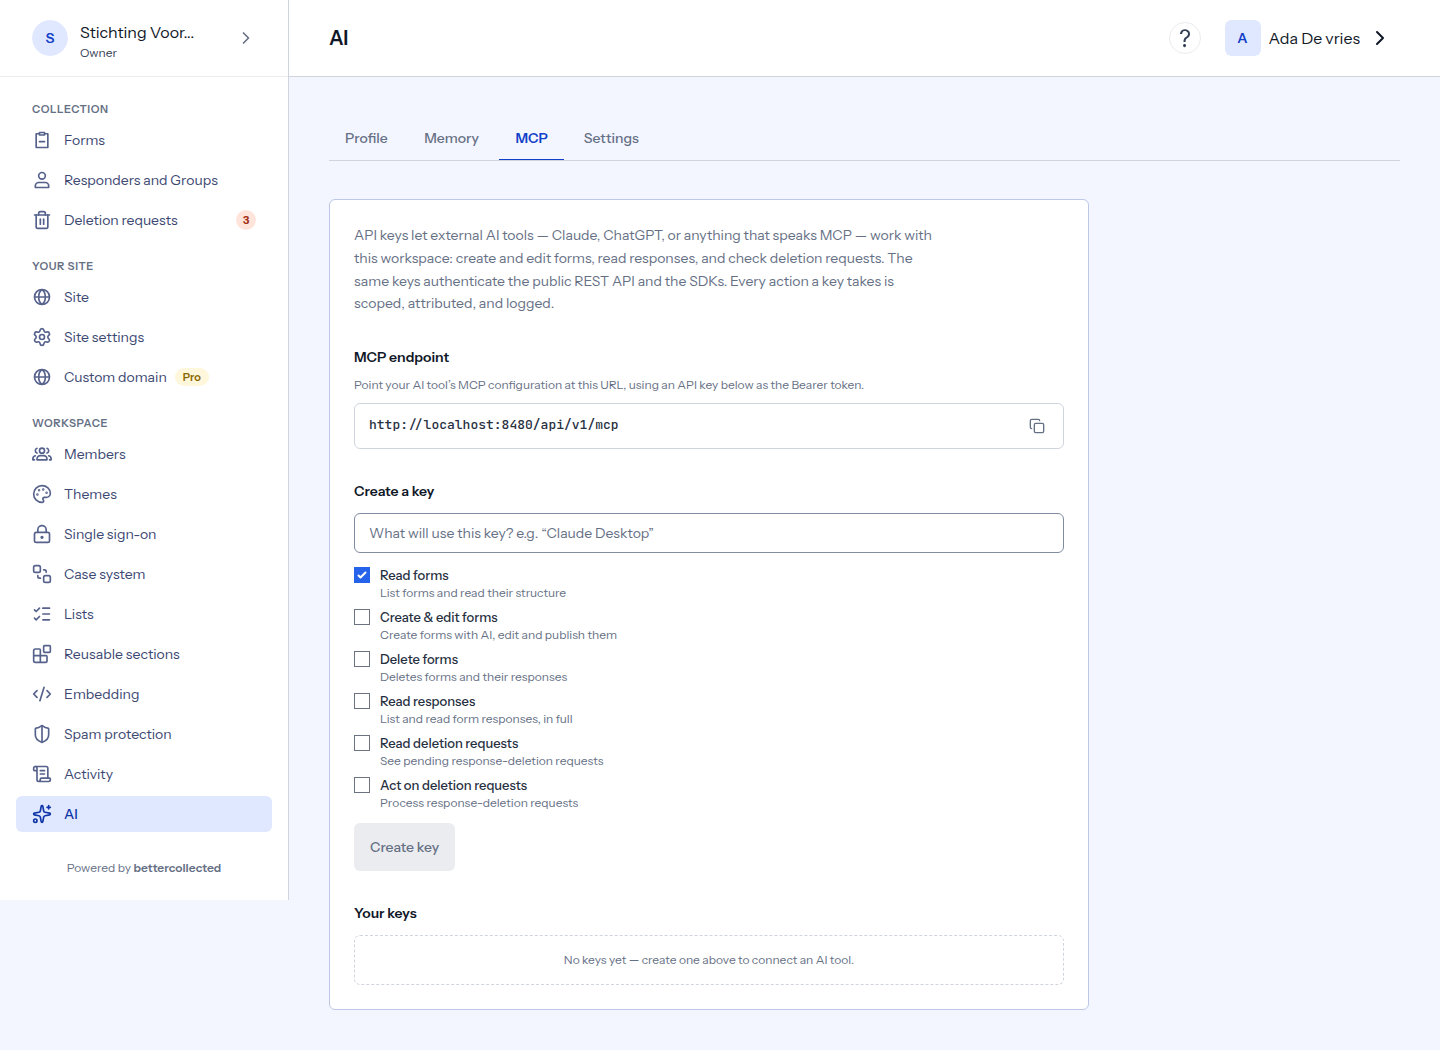 S
Stichting Voor...
Owner
AI
?
A
Ada De vries
COLLECTION
Forms
Responders and Groups
Deletion requests
3
YOUR SITE
Site
Site settings
Custom domain
Pro
WORKSPACE
Members
Themes
Single sign-on
Case system
Lists
Reusable sections
Embedding
Spam protection
Activity
AI
Powered by bettercollected
Profile
Memory
MCP
Settings
API keys let external AI tools — Claude, ChatGPT, or anything that speaks MCP — work with
this workspace: create and edit forms, read responses, and check deletion requests. The
same keys authenticate the public REST API and the SDKs. Every action a key takes is
scoped, attributed, and logged.
MCP endpoint
Point your AI tool’s MCP configuration at this URL, using an API key below as the Bearer token.
http://localhost:8480/api/v1/mcp
Create a key
What will use this key? e.g. “Claude Desktop”
Read forms
List forms and read their structure
Create & edit forms
Create forms with AI, edit and publish them
Delete forms
Deletes forms and their responses
Read responses
List and read form responses, in full
Read deletion requests
See pending response-deletion requests
Act on deletion requests
Process response-deletion requests
Create key
Your keys
No keys yet — create one above to connect an AI tool.